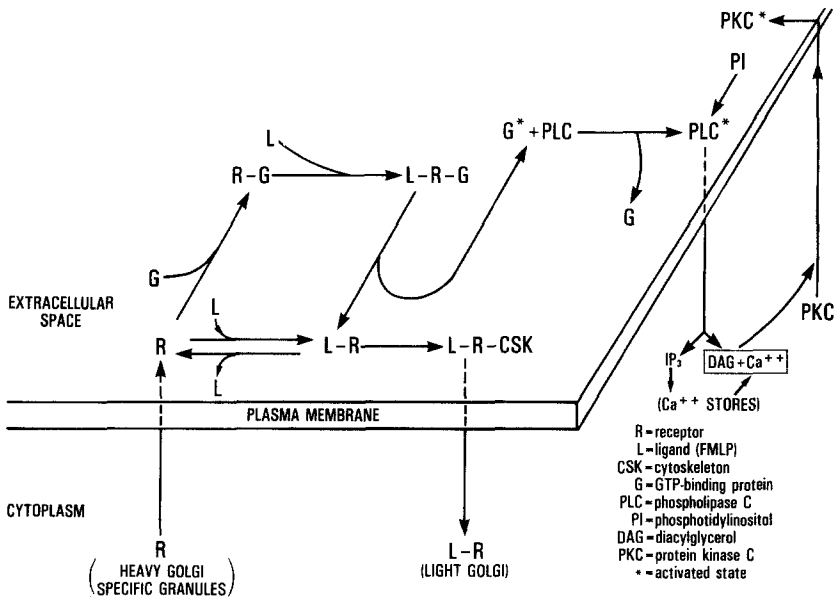 PKC*
PI
L
G* + PLC
PLC*
R-G
L-R-G
G
G
EXTRACELLULAR
SPACE
L
PKC
R
L-R
L-R-CSK
L
IP3
DAG+Ca++
(Ca++ STORES)
PLASMA MEMBRANE
R=receptor
L=ligand (FMLP)
CSK=cytoskeleton
G=GTP-binding protein
PLC=phospholipase C
PI=phosphotidylinositol
DAG=diacylglycerol
PKC=protein kinase C
*=activated state
CYTOPLASM
R
(HEAVY GOLGI
SPECIFIC GRANULES)
L-R
(LIGHT GOLGI)